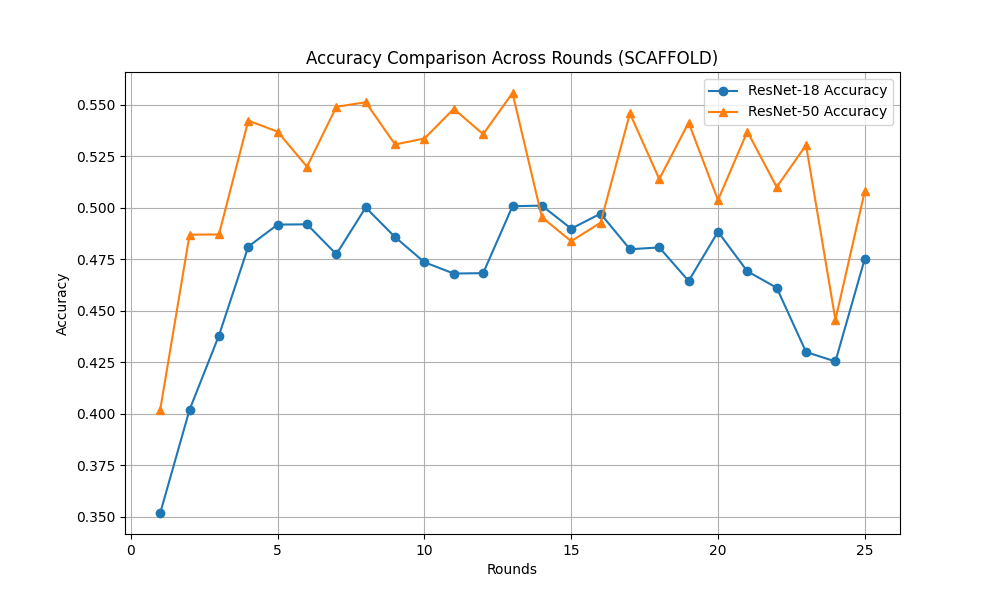 Accuracy Comparison Across Rounds (SCAFFOLD)
ResNet-18 Accuracy
ResNet-50 Accuracy
Accuracy
0.550
0.525
0.500
0.475
0.450
0.425
0.400
0.375
0.350
0 5 10 15 20 25
Rounds